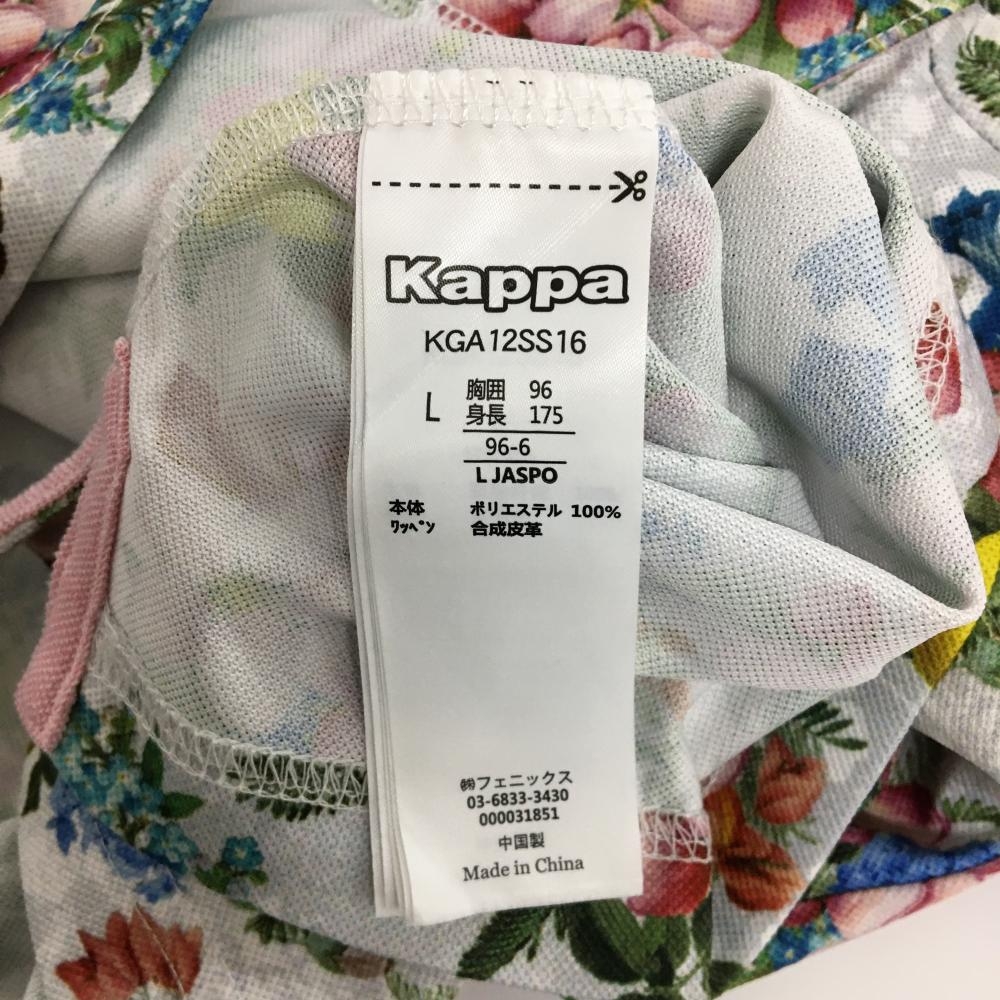 Kappa
KGA12SS16
L 胸囲 96
身長 175
96-6
L JASPO
本体 ポリエステル 100%
ﾜｯﾍﾟﾝ 合成皮革
㈱フェニックス
03-6833-3430
000031851
中国製
Made in China